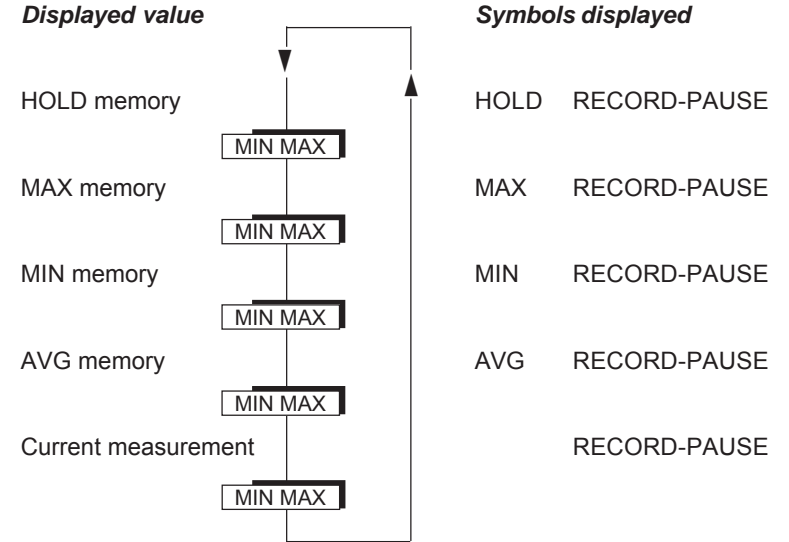 Displayed value Symbols displayed
HOLD memory HOLD RECORD-PAUSE
MIN MAX
MAX memory MAX RECORD-PAUSE
MIN MAX
MIN memory MIN RECORD-PAUSE
MIN MAX
AVG memory AVG RECORD-PAUSE
MIN MAX
Current measurement RECORD-PAUSE
MIN MAX